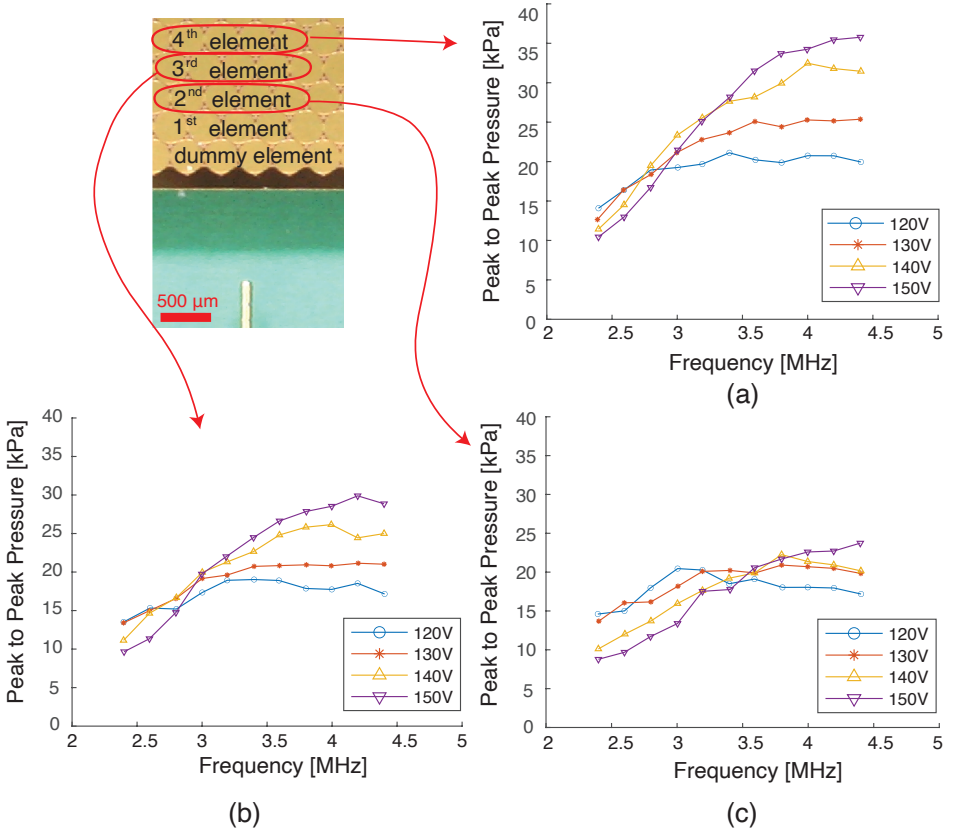 4th element
3rd element
2nd element
1st element
dummy element
500 μm
Peak to Peak Pressure [kPa]
40
35
30
25
20
15
10
5
0
2
2.5
3
3.5
4
4.5
5
Frequency [MHz]
120V
130V
140V
150V
(a)
Peak to Peak Pressure [kPa]
40
35
30
25
20
15
10
5
0
2
2.5
3
3.5
4
4.5
5
Frequency [MHz]
120V
130V
140V
150V
(b)
Peak to Peak Pressure [kPa]
40
35
30
25
20
15
10
5
0
2
2.5
3
3.5
4
4.5
5
Frequency [MHz]
120V
130V
140V
150V
(c)